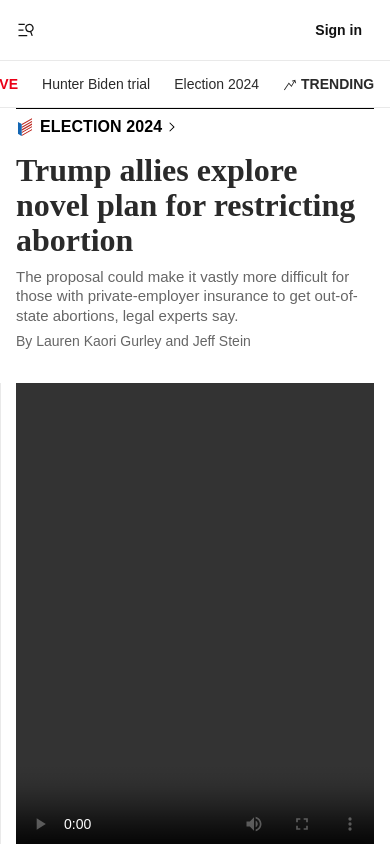 Sign in
VE Hunter Biden trial Election 2024 TRENDING
ELECTION 2024
Trump allies explore
novel plan for restricting
abortion
The proposal could make it vastly more difficult for
those with private-employer insurance to get out-of-
state abortions, legal experts say.
By Lauren Kaori Gurley and Jeff Stein
0:00